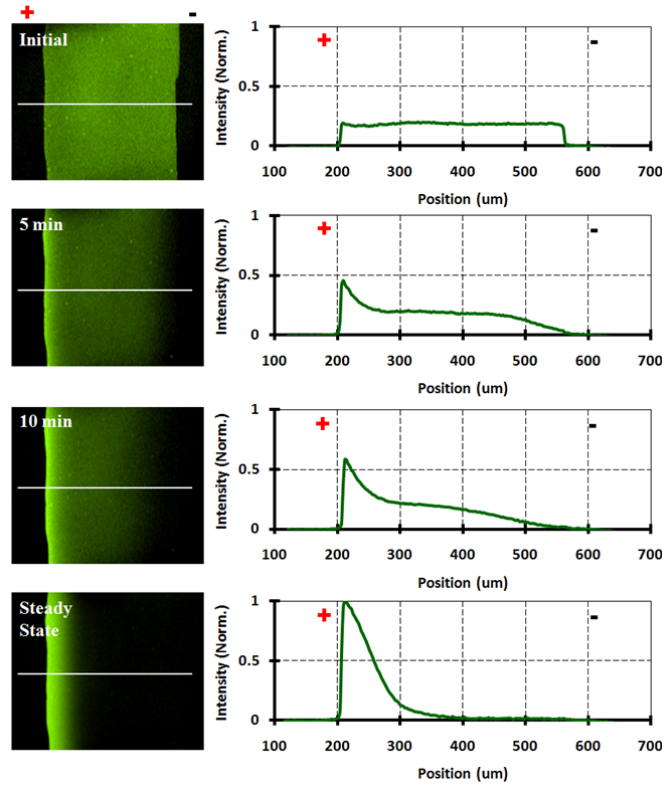 + -
Initial
Intensity (Norm.)
1
0.5
0
+ -
100 200 300 400 500 600 700
Position (um)
5 min
Intensity (Norm.)
1
0.5
0
+ -
100 200 300 400 500 600 700
Position (um)
10 min
Intensity (Norm.)
1
0.5
0
+ -
100 200 300 400 500 600 700
Position (um)
Steady
State
Intensity (Norm.)
1
0.5
0
+ -
100 200 300 400 500 600 700
Position (um)